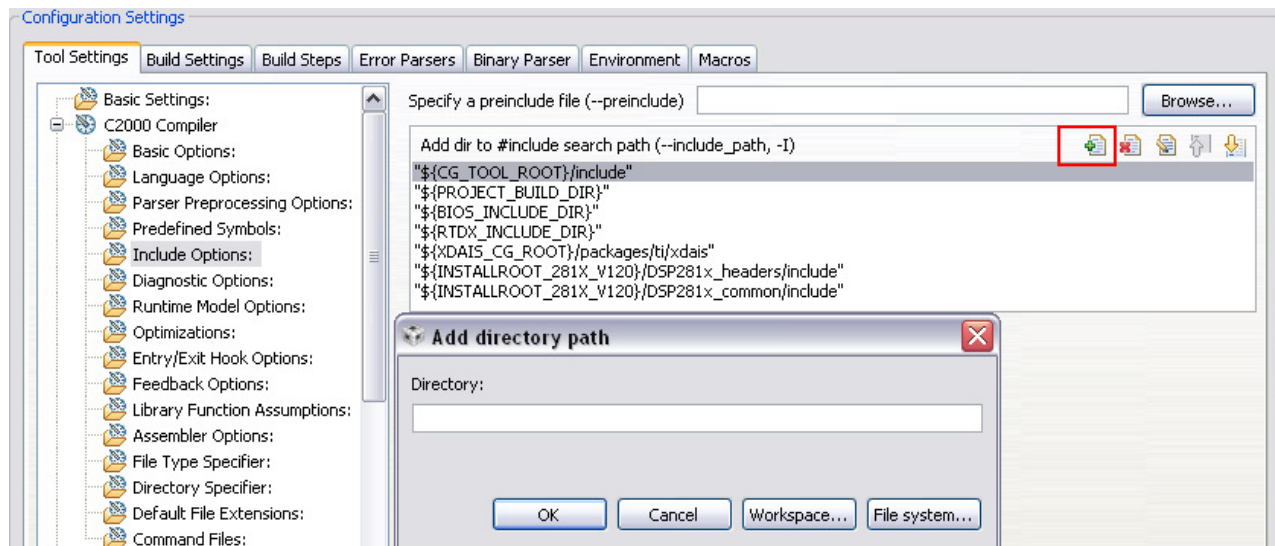 Configuration Settings
Tool Settings Build Settings Build Steps Error Parsers Binary Parser Environment Macros
Basic Settings:
C2000 Compiler
Basic Options:
Language Options:
Parser Preprocessing Options:
Predefined Symbols:
Include Options:
Diagnostic Options:
Runtime Model Options:
Optimizations:
Entry/Exit Hook Options:
Feedback Options:
Library Function Assumptions:
Assembler Options:
File Type Specifier:
Directory Specifier:
Default File Extensions:
Command Files:
Specify a preinclude file (--preinclude) Browse...
Add dir to #include search path (--include_path, -I)
"${CG_TOOL_ROOT}/include"
"${PROJECT_BUILD_DIR}"
"${BIOS_INCLUDE_DIR}"
"${RTDX_INCLUDE_DIR}"
"${XDAIS_CG_ROOT}/packages/ti/xdais"
"${INSTALLROOT_281X_V120}/DSP281x_headers/include"
"${INSTALLROOT_281X_V120}/DSP281x_common/include"
Add directory path
Directory:
OK Cancel Workspace... File system...